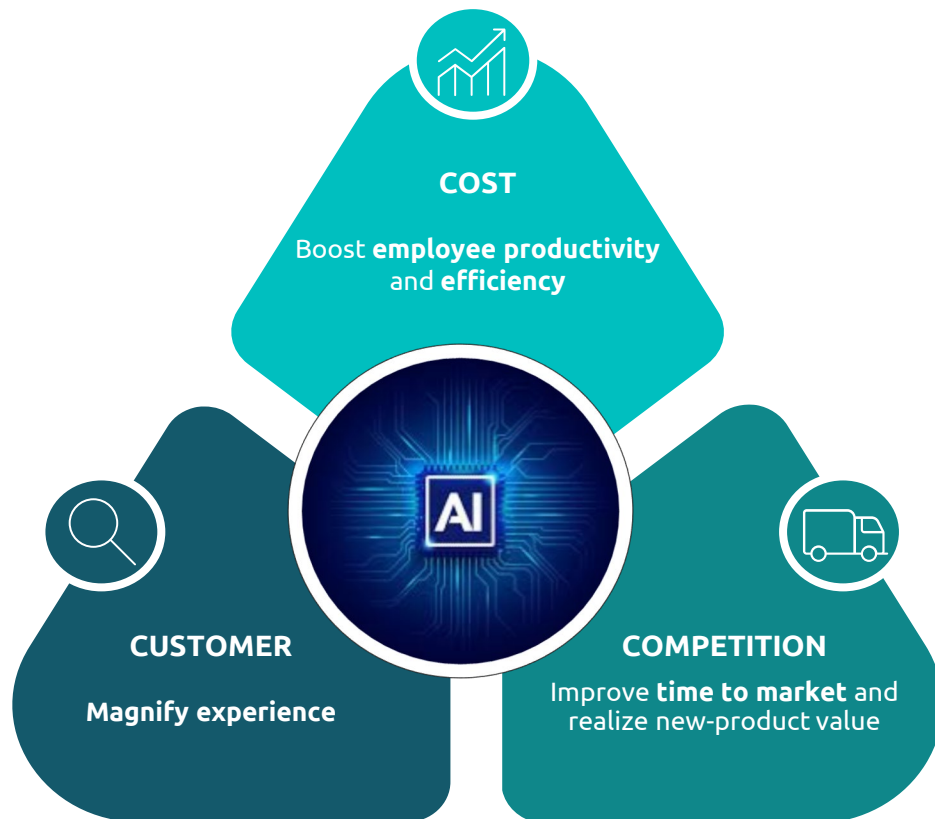 COST
Boost employee productivity
and efficiency
AI
CUSTOMER
Magnify experience
COMPETITION
Improve time to market and
realize new-product value